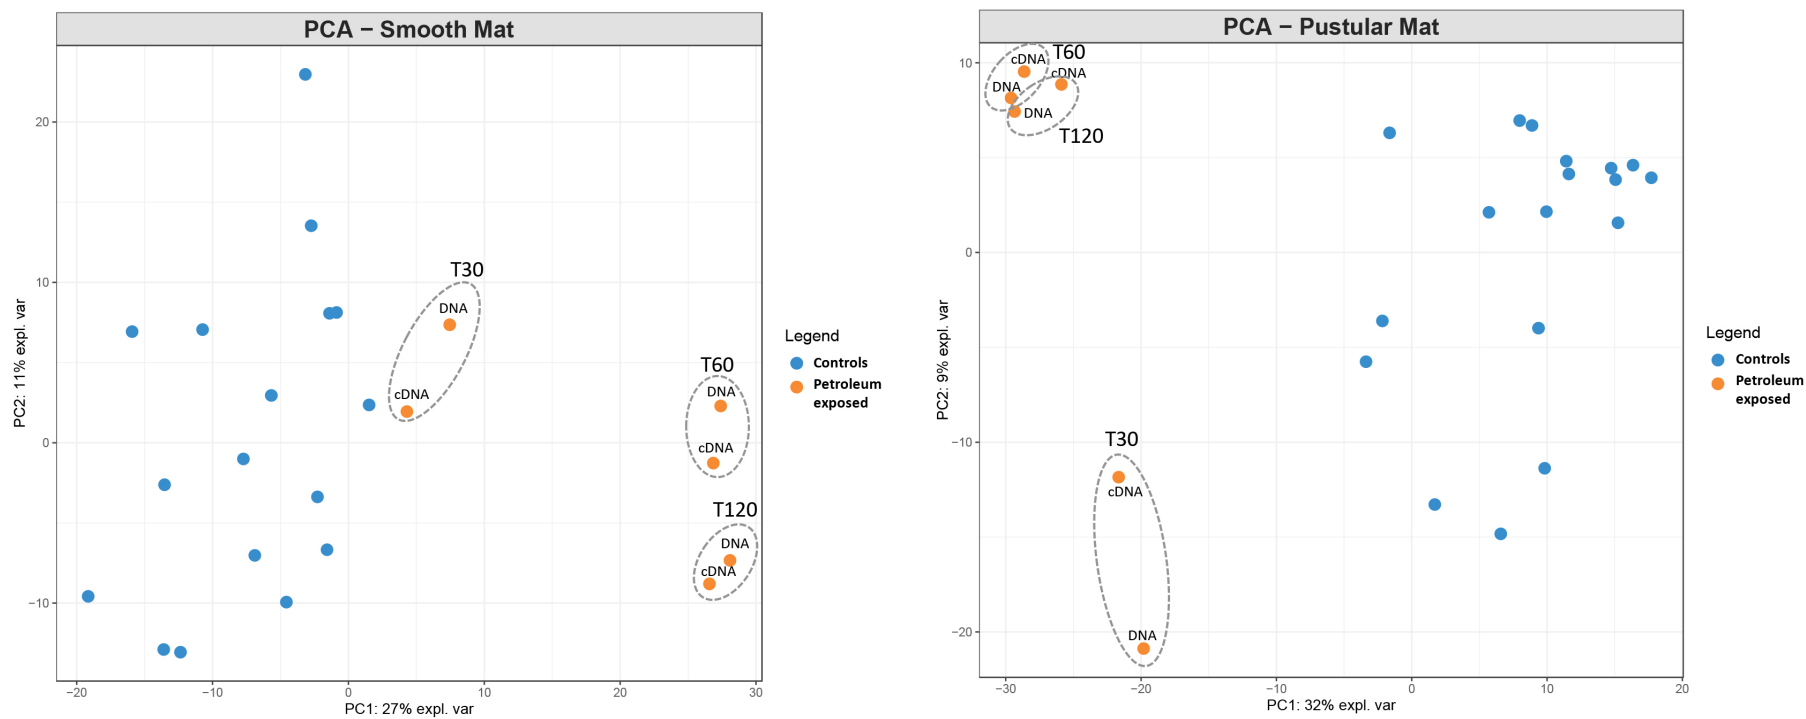 PCA − Smooth Mat
20
10
0
−10
−20
−10
0
10
20
30
PC2: 11% expl. var
PC1: 27% expl. var
T30
DNA
cDNA
T60
DNA
cDNA
T120
DNA
cDNA
Legend
Controls
Petroleum
exposed
PCA − Pustular Mat
10
0
−10
−20
−30
−20
−10
0
10
20
PC2: 9% expl. var
PC1: 32% expl. var
T60
cDNA
DNA
cDNA
DNA
T120
T30
cDNA
DNA
Legend
Controls
Petroleum
exposed